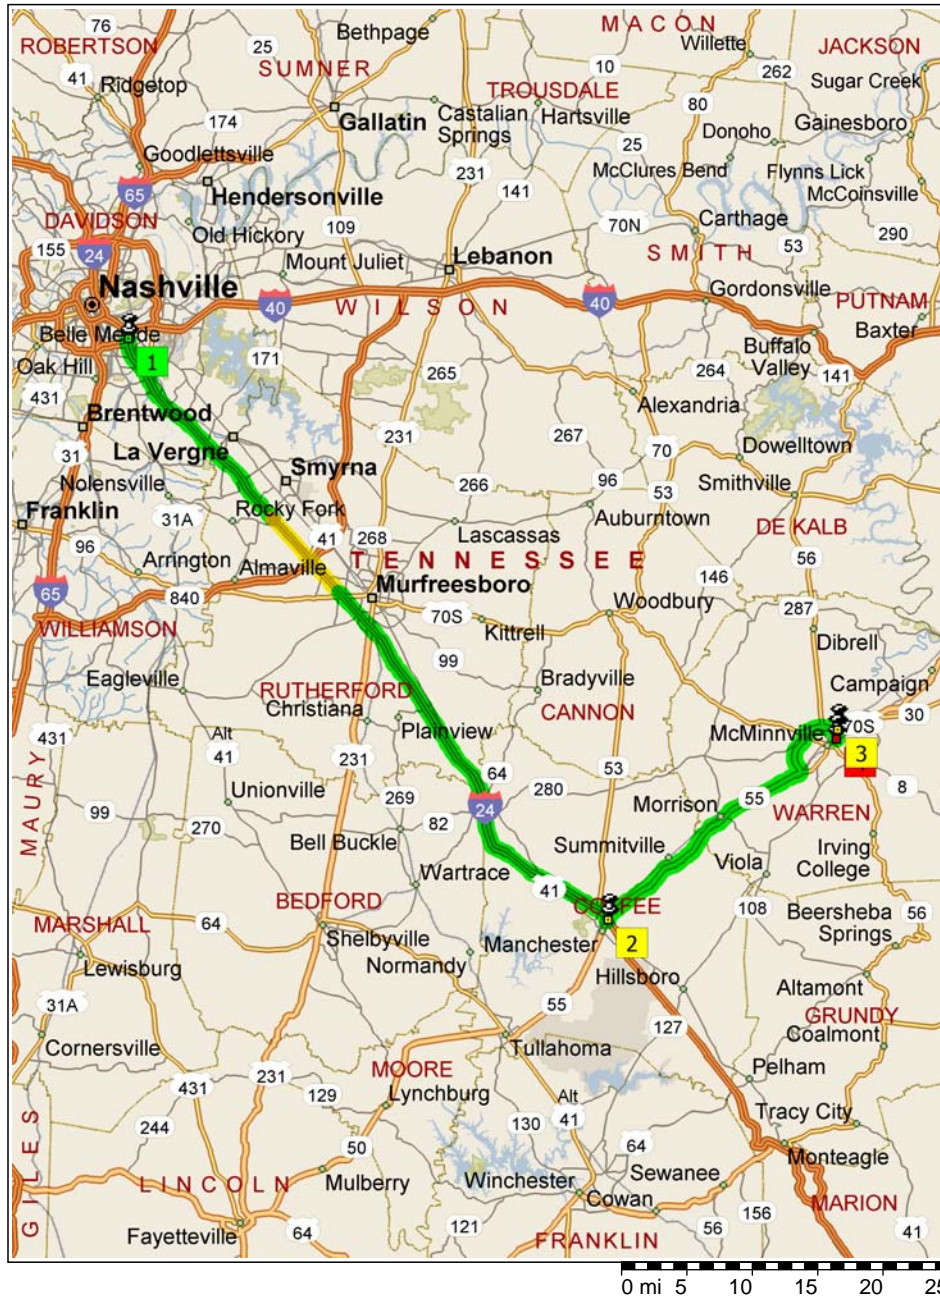 MACON
Bethpage
76
Willette
ROBERTSON
25
JACKSON
SUMNER
10
262
41
Ridgetop
Sugar Creek
TROUSDALE
80
Gallatin
Castalian
Springs
Hartsville
174
Donoho
Gainesboro
25
Goodlettsville
McClures Bend
Flynns Lick
231
65
Hendersonville
141
McCoinsville
DAVIDSON
Carthage
70N
Old Hickory
109
290
155
53
24
SMITH
Lebanon
Mount Juliet
Nashville
Gordonsville
40
WILSON
40
PUTNAM
Belle Meade
Baxter
Buffalo
Valley
1
171
Oak Hill
264
141
265
431
Alexandria
Brentwood
231
267
31
La Vergne
70
Dowelltown
Smyrna
Nolensville
266
96
Smithville
53
Rocky Fork
Franklin
31A
Auburntown
DE KALB
41
268
Lascassas
96
Arrington
TENNESSEE
56
Almaville
146
Murfreesboro
65
840
Woodbury
287
70S
WILLIAMSON
Kittrell
Dibrell
99
Eagleville
Bradyville
Campaign
RUTHERFORD
Christiana
CANNON
30
McMinnville
70S
Plainview
431
Alt
41
231
3
53
64
8
280
Unionville
269
24
Morrison
55
99
WARREN
MAURY
82
270
Bell Buckle
Summitville
Irving
College
Viola
Wartrace
41
BEDFORD
COFFEE
108
Beersheba
Springs
56
MARSHALL
64
Shelbyville
Manchester
2
Lewisburg
Normandy
Hillsboro
Altamont
31A
55
GRUNDY
127
Coalmont
Cornersville
Tullahoma
MOORE
Pelham
231
431
129
Lynchburg
Alt
41
Tracy City
244
130
50
64
Monteagle
GILES
LINCOLN
Mulberry
Winchester
Sewanee
Cowan
MARION
121
156
64
56
41
Fayetteville
FRANKLIN
0 mi 5 10 15 20 25